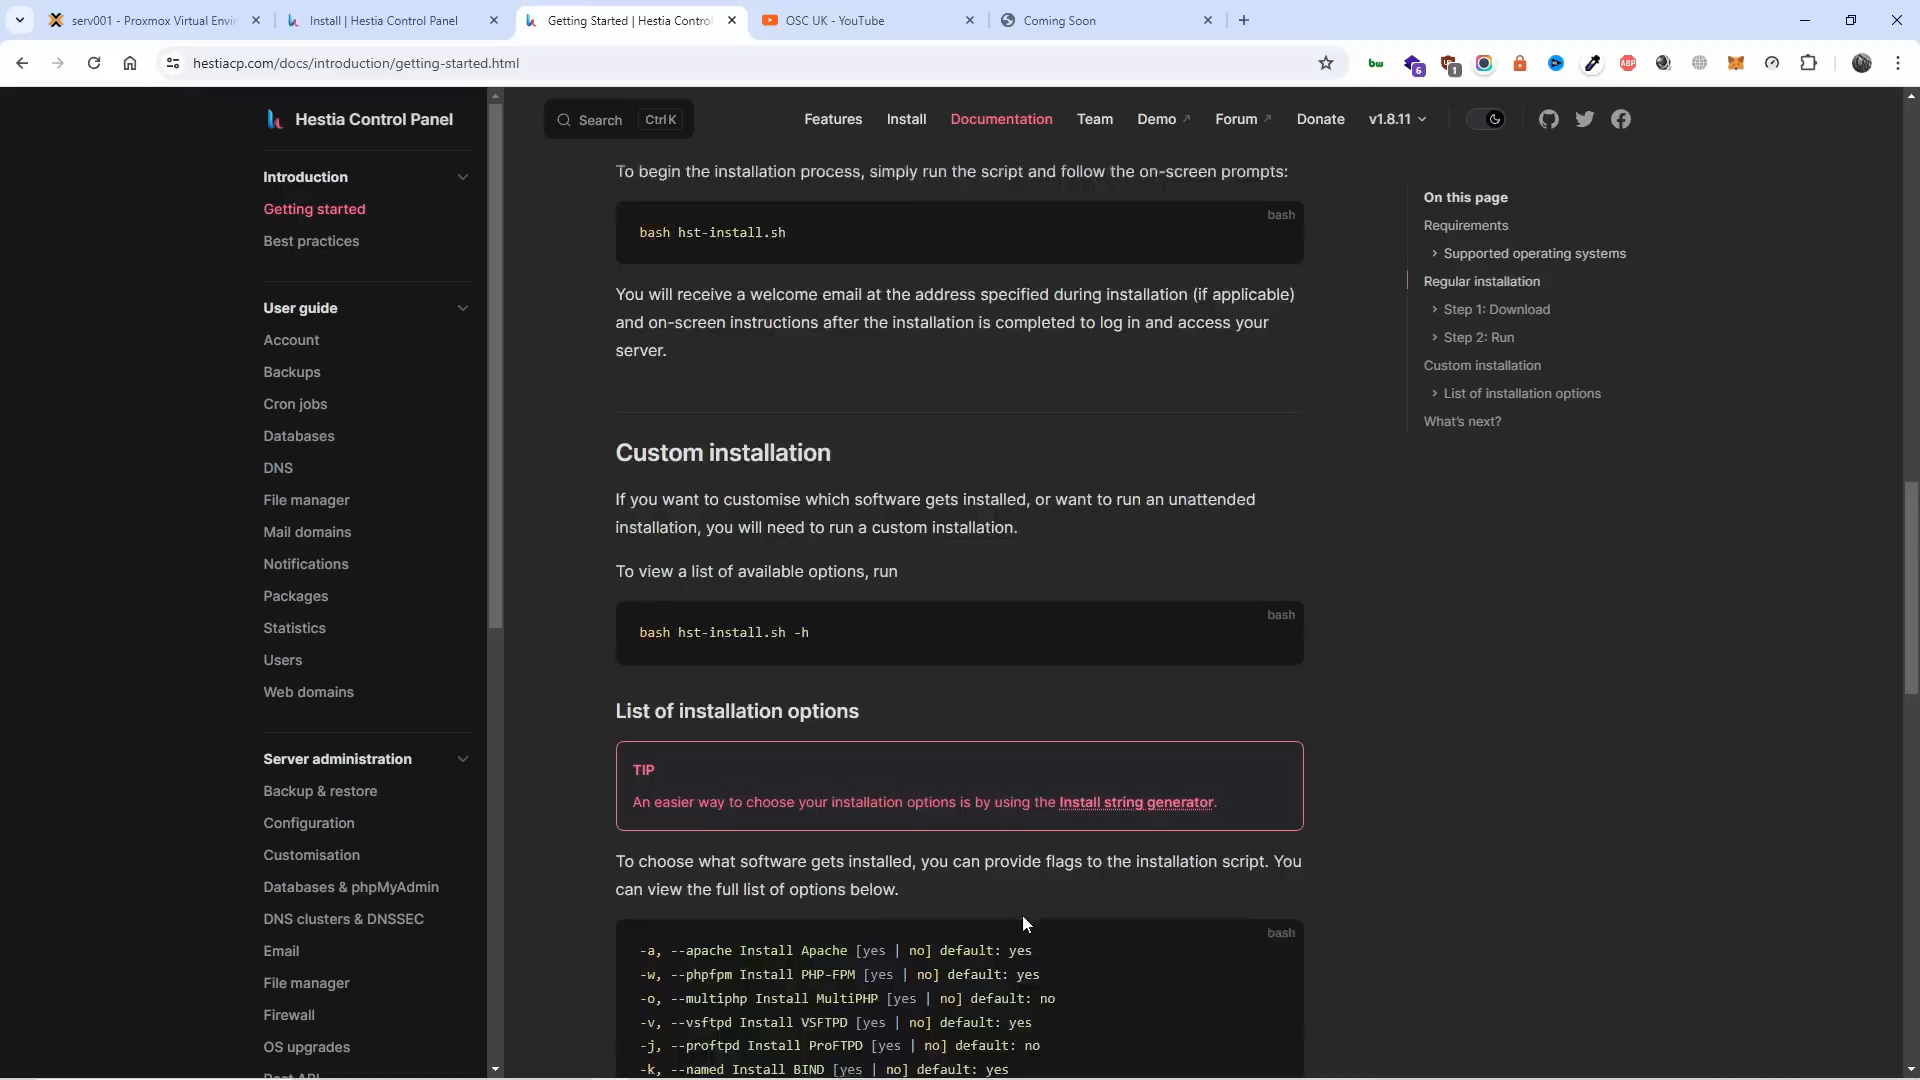 serv001 - Proxmox Virtual Envir
Install | Hestia Control Panel
Getting Started | Hestia Contro
OSC UK - YouTube
Coming Soon
hestiacp.com/docs/introduction/getting-started.html
bw
6
1
ABP
Hestia Control Panel
Search
Ctrl K
Features
Install
Documentation
Team
Demo
Forum
Donate
v1.8.11
Introduction
Getting started
Best practices
User guide
Account
Backups
Cron jobs
Databases
DNS
File manager
Mail domains
Notifications
Packages
Statistics
Users
Web domains
Server administration
Backup & restore
Configuration
Customisation
Databases & phpMyAdmin
DNS clusters & DNSSEC
Email
File manager
Firewall
OS upgrades
Rest API
To begin the installation process, simply run the script and follow the on-screen prompts:
bash
bash hst-install.sh
You will receive a welcome email at the address specified during installation (if applicable)
and on-screen instructions after the installation is completed to log in and access your
server.
Custom installation
If you want to customise which software gets installed, or want to run an unattended
installation, you will need to run a custom installation.
To view a list of available options, run
bash
bash hst-install.sh -h
List of installation options
TIP
An easier way to choose your installation options is by using the Install string generator.
To choose what software gets installed, you can provide flags to the installation script. You
can view the full list of options below.
bash
-a, --apache Install Apache [yes | no] default: yes
-w, --phpfpm Install PHP-FPM [yes | no] default: yes
-o, --multiphp Install MultiPHP [yes | no] default: no
-v, --vsftpd Install VSFTPD [yes | no] default: yes
-j, --proftpd Install ProFTPD [yes | no] default: no
-k, --named Install BIND [yes | no] default: yes
On this page
Requirements
Supported operating systems
Regular installation
Step 1: Download
Step 2: Run
Custom installation
List of installation options
What's next?